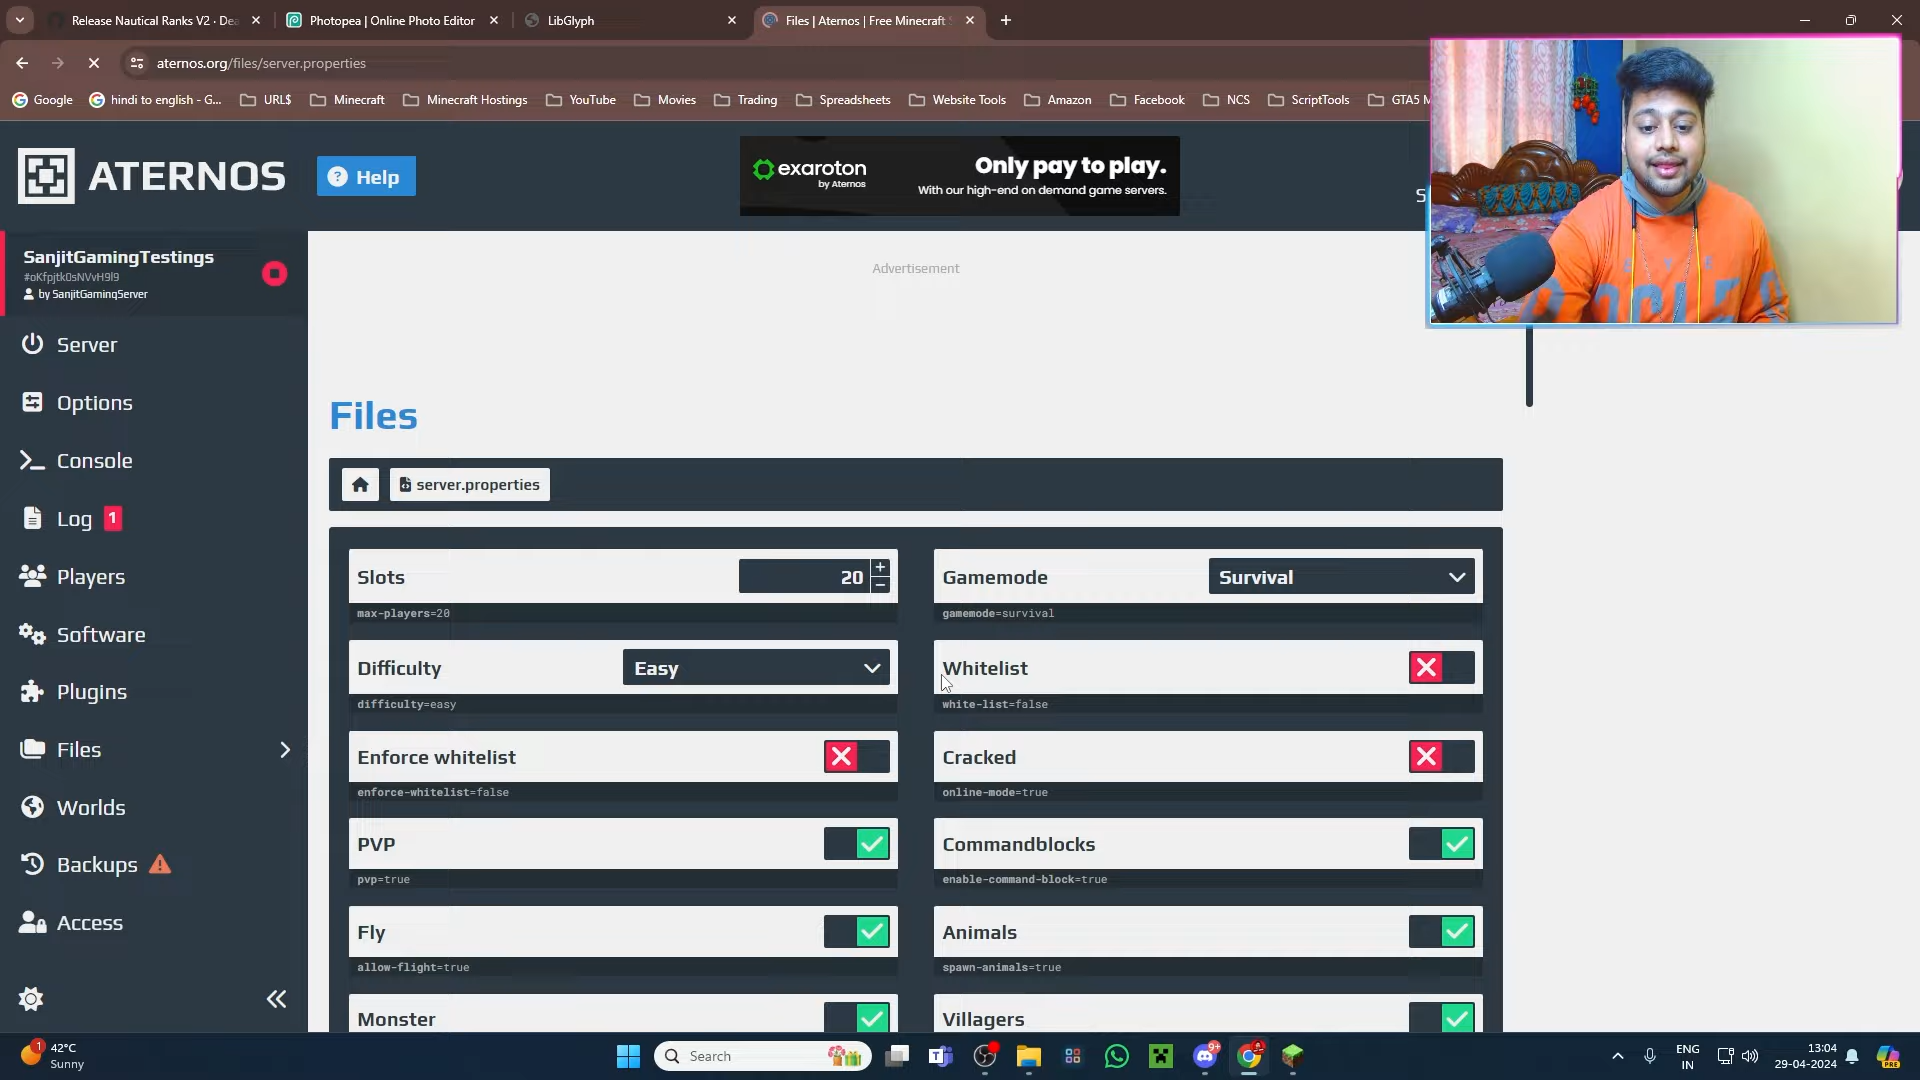 Release Nautical Ranks V2 · Dea
Photopea | Online Photo Editor
LibGlyph
Files | Aternos | Free Minecraft S
aternos.org/files/server.properties
Google
hindi to english - G...
URL$
Minecraft
Minecraft Hostings
YouTube
Movies
Trading
Spreadsheets
Website Tools
Amazon
Facebook
NCS
ScriptTools
GTA5 M
ATERNOS
? Help
exaroton
by Aternos
Only pay to play.
With our high-end on demand game servers.
S
SanjitGamingTestings
by SanjitGamingServer
Server
Options
Console
Log 1
Players
Software
Plugins
Files
Worlds
Backups
Access
Advertisement
Files
server.properties
Slots
20
max-players=20
Gamemode
Survival
gamemode=survival
Difficulty
Easy
difficulty=easy
Whitelist
white-list=false
Enforce whitelist
enforce-whitelist=false
Cracked
online-mode=true
PVP
pvp=true
Commandblocks
enable-command-block=true
Fly
allow-flight=true
Animals
spawn-animals=true
Monster
Villagers
1
42°C
Sunny
Search
9+
ENG
IN
13:04
29-04-2024
PRE